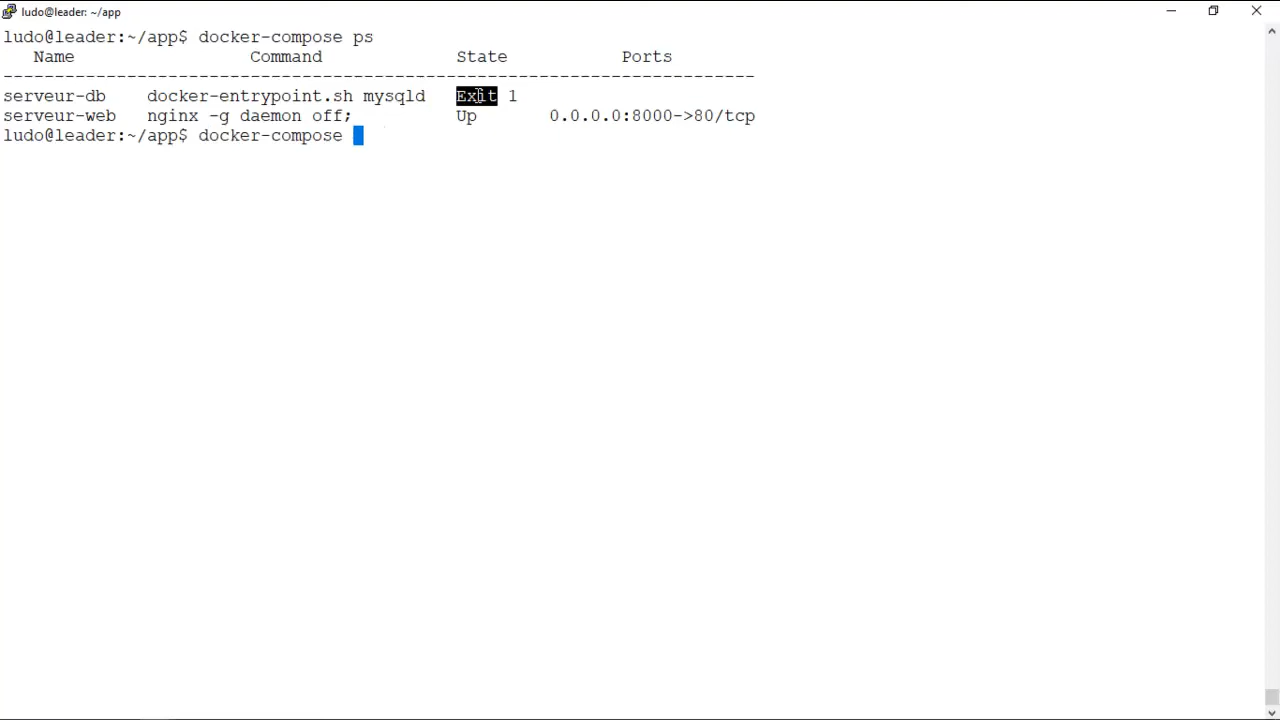 ludo@leader: ~/app
ludo@leader:~/app$ docker-compose ps
Name Command State Ports
--------------------------------------------------------------------------
serveur-db docker-entrypoint.sh mysqld Exit 1
serveur-web nginx -g daemon off; Up 0.0.0.0:8000->80/tcp
ludo@leader:~/app$ docker-compose